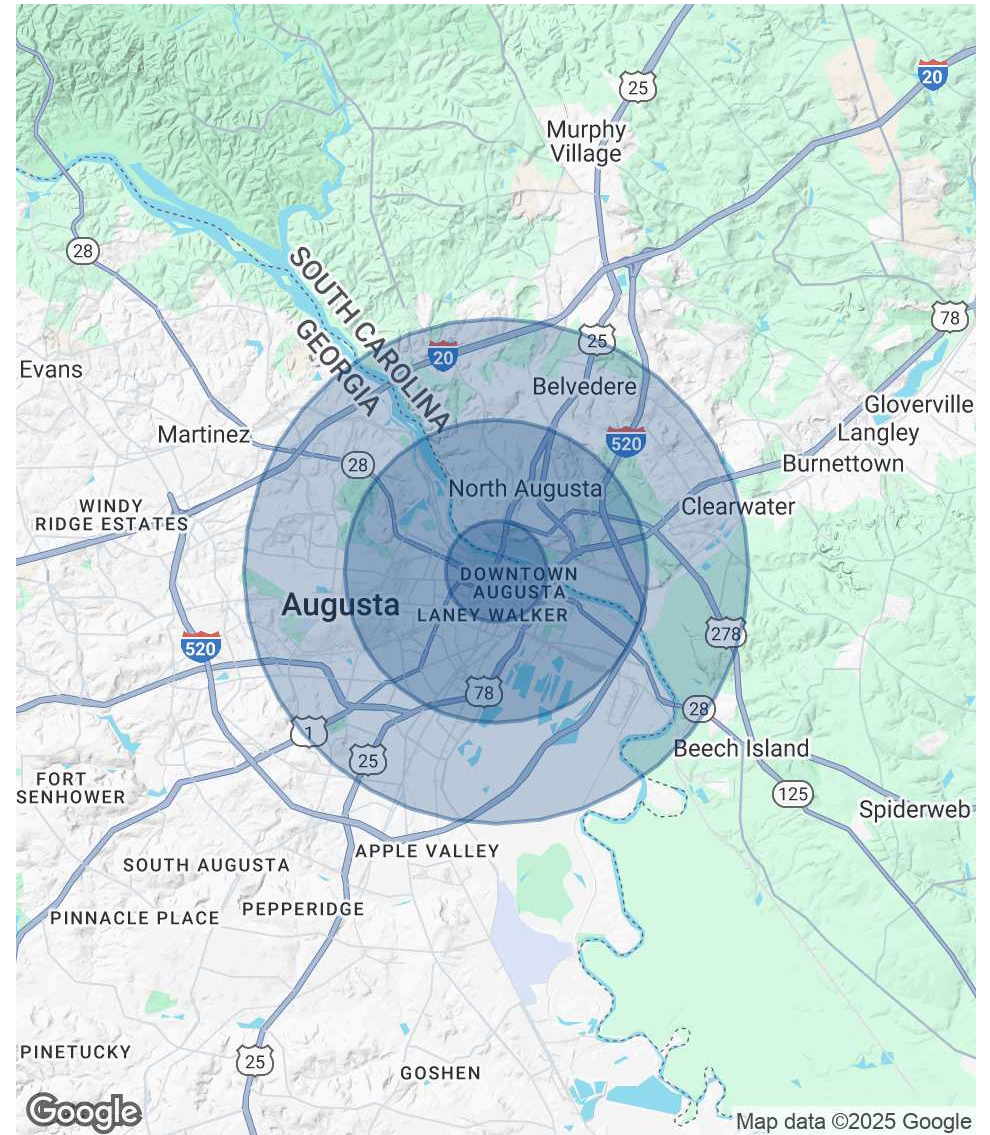 25
20
Murphy
Village
28
SOUTH CAROLINA
GEORGIA
78
25
20
Evans
Belvedere
Gloverville
Martinez
520
Langley
28
Burnettown
North Augusta
WINDY
RIDGE ESTATES
Clearwater
DOWNTOWN
AUGUSTA
Augusta
LANEY WALKER
278
520
78
28
1
Beech Island
25
FORT
SENHOWER
125
Spiderweb
APPLE VALLEY
SOUTH AUGUSTA
PEPPERIDGE
PINNACLE PLACE
PINETUCKY
25
GOSHEN
Google
Map data ©2025 Google